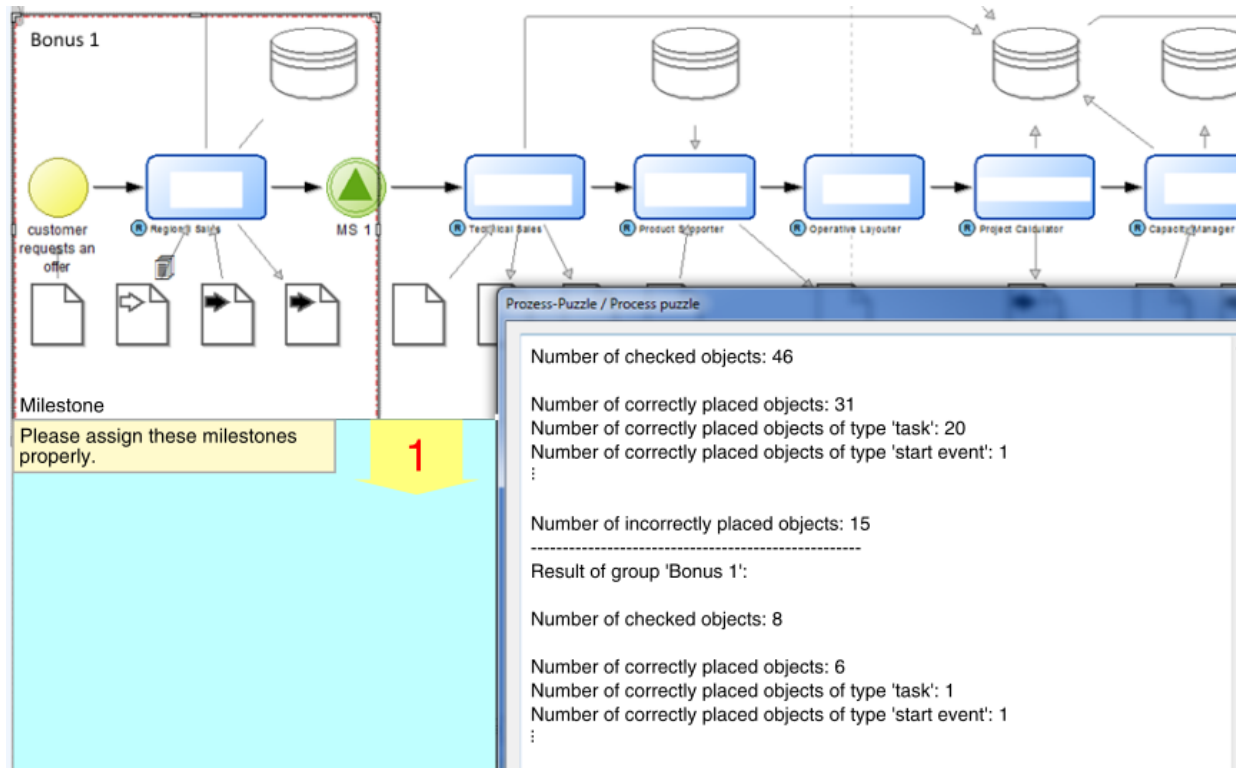 Bonus 1
customer
requests an
offer
R Regional Sales
MS 1
R Technical Sales
R Product Supporter
R Operative Layouter
R Project Calculator
R Capacity Manager
Milestone
Please assign these milestones
properly.
1
Prozess-Puzzle / Process puzzle
Number of checked objects: 46
Number of correctly placed objects: 31
Number of correctly placed objects of type 'task': 20
Number of correctly placed objects of type 'start event': 1
⋮
Number of incorrectly placed objects: 15
----------------------------------------------------
Result of group 'Bonus 1':
Number of checked objects: 8
Number of correctly placed objects: 6
Number of correctly placed objects of type 'task': 1
Number of correctly placed objects of type 'start event': 1
⋮